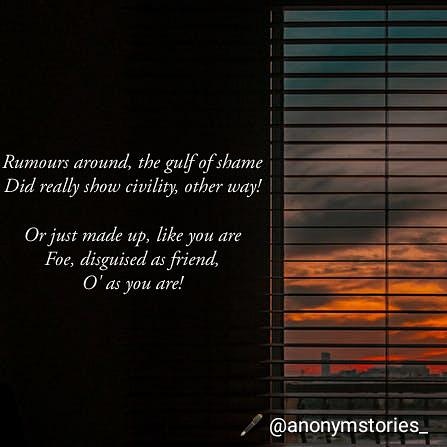 Rumours around, the gulf of shame
Did really show civility, other way!
Or just made up, like you are
Foe, disguised as friend,
O' as you are!
@anonymstories_